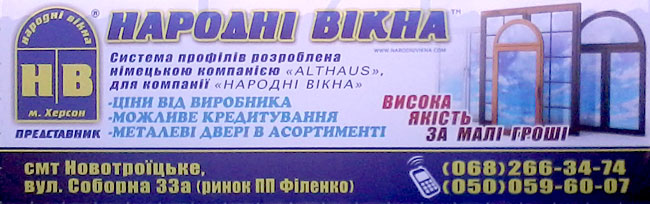 народні вікна
НВ
м. Херсон
ПРЕДСТАВНИК
®
НАРОДНІ ВІКНА™
WWW.NARODNIVIKNA.COM
Система профілів розроблена
німецькою компанією «ALTHAUS»,
для компанії «НАРОДНІ ВІКНА»
-ЦІНИ ВІД ВИРОБНИКА
-МОЖЛИВЕ КРЕДИТУВАННЯ
-МЕТАЛЕВІ ДВЕРІ В АСОРТИМЕНТІ
ВИСОКА
ЯКІСТЬ
ЗА МАЛІ ГРОШІ
смт Новотроїцьке,
вул. Соборна 33а (ринок ПП Філенко)
(068)266-34-74
(050)059-60-07